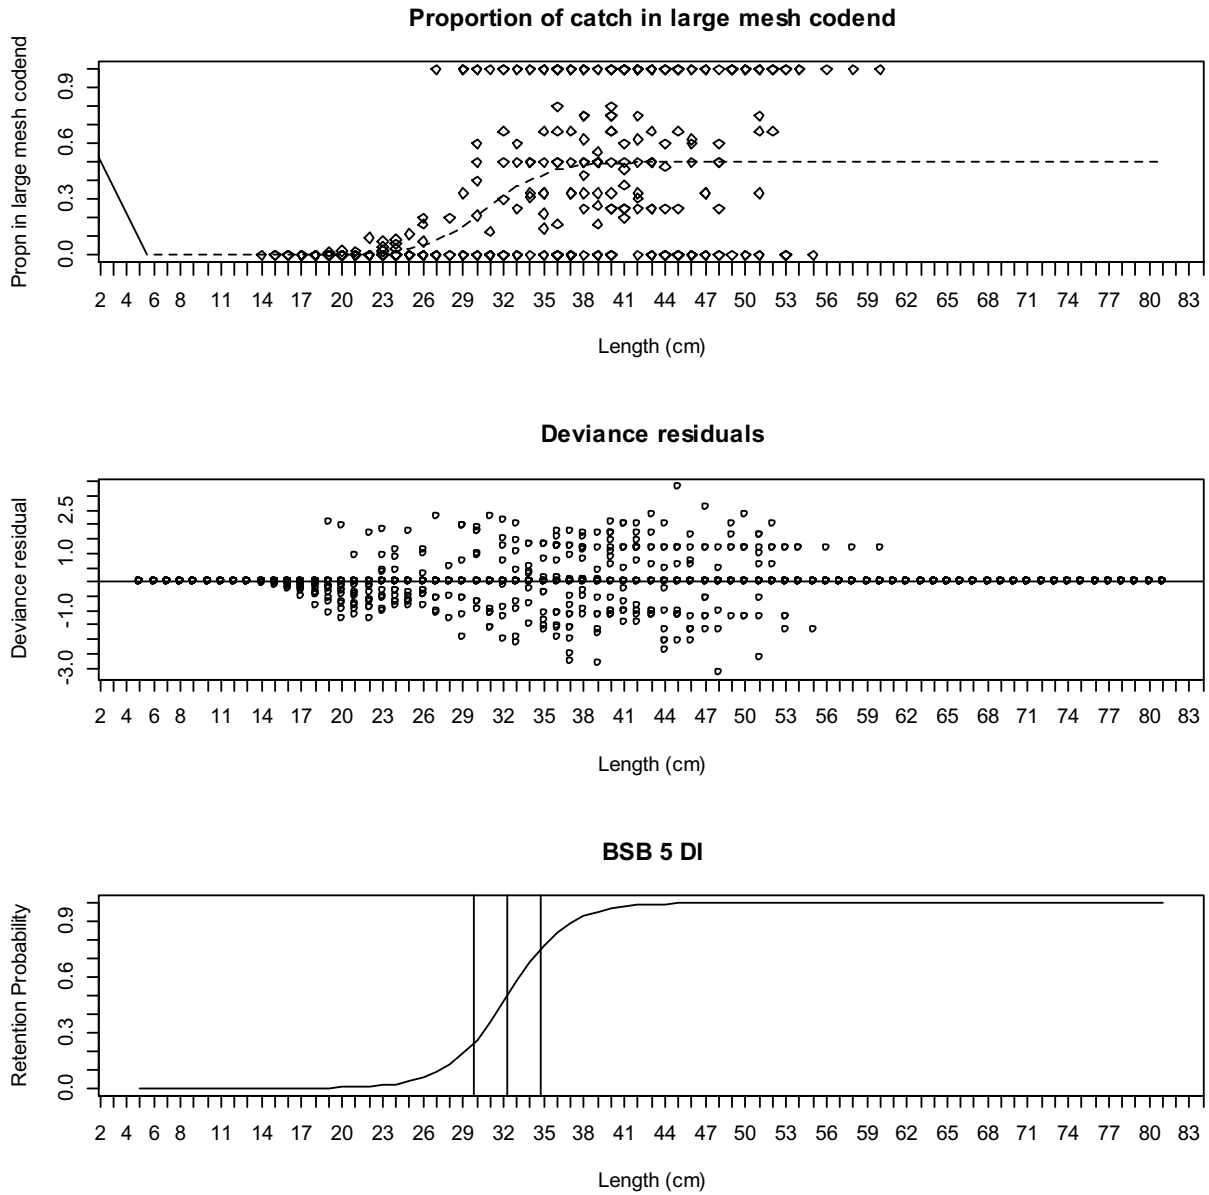 Proportion of catch in large mesh codend
Propn in large mesh codend
0.0 0.3 0.6 0.9
2 4 6 8 11 14 17 20 23 26 29 32 35 38 41 44 47 50 53 56 59 62 65 68 71 74 77 80 83
Length (cm)
Deviance residuals
Deviance residual
-3.0 -1.0 1.0 2.5
2 4 6 8 11 14 17 20 23 26 29 32 35 38 41 44 47 50 53 56 59 62 65 68 71 74 77 80 83
Length (cm)
BSB 5 DI
Retention Probability
0.0 0.3 0.6 0.9
2 4 6 8 11 14 17 20 23 26 29 32 35 38 41 44 47 50 53 56 59 62 65 68 71 74 77 80 83
Length (cm)